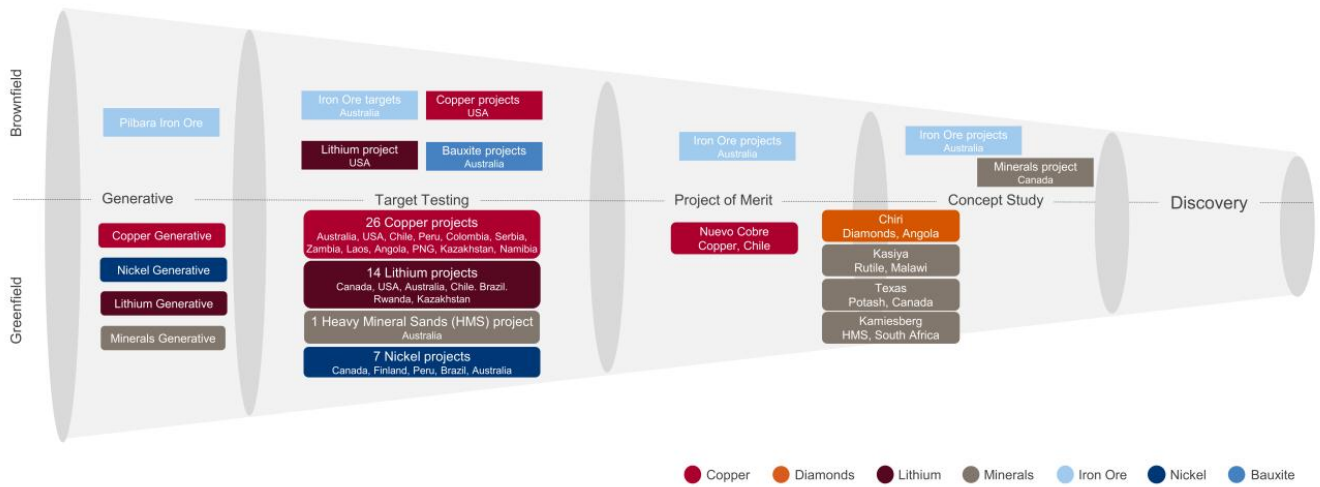 Brownfield
Pilbara Iron Ore
Iron Ore targets
Australia
Copper projects
USA
Lithium project
USA
Bauxite projects
Australia
Iron Ore projects
Australia
Iron Ore projects
Australia
Minerals project
Canada
Generative
Target Testing
Project of Merit
Concept Study
Discovery
Greenfield
Copper Generative
Nickel Generative
Lithium Generative
Minerals Generative
26 Copper projects
Australia, USA, Chile, Peru, Colombia, Serbia,
Zambia, Laos, Angola, PNG, Kazakhstan, Namibia
14 Lithium projects
Canada, USA, Australia, Chile. Brazil.
Rwanda, Kazakhstan
1 Heavy Mineral Sands (HMS) project
Australia
7 Nickel projects
Canada, Finland, Peru, Brazil, Australia
Nuevo Cobre
Copper, Chile
Chiri
Diamonds, Angola
Kasiya
Rutile, Malawi
Texas
Potash, Canada
Kamiesberg
HMS, South Africa
Copper
Diamonds
Lithium
Minerals
Iron Ore
Nickel
Bauxite